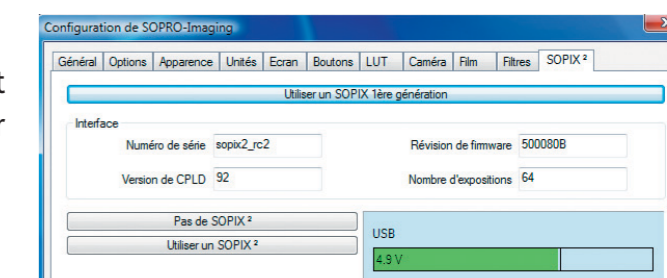 Configuration de SOPRO-Imaging
Général Options Apparence Unités Ecran Boutons LUT Caméra Film Filtres SOPIX ²
t
Utiliser un SOPIX 1ère génération
r
Interface
Numéro de série sopix2_rc2 Révision de firmware 500080B
Version de CPLD 92 Nombre d'expositions 64
Pas de SOPIX ²
Utiliser un SOPIX ²
USB
4.9 V